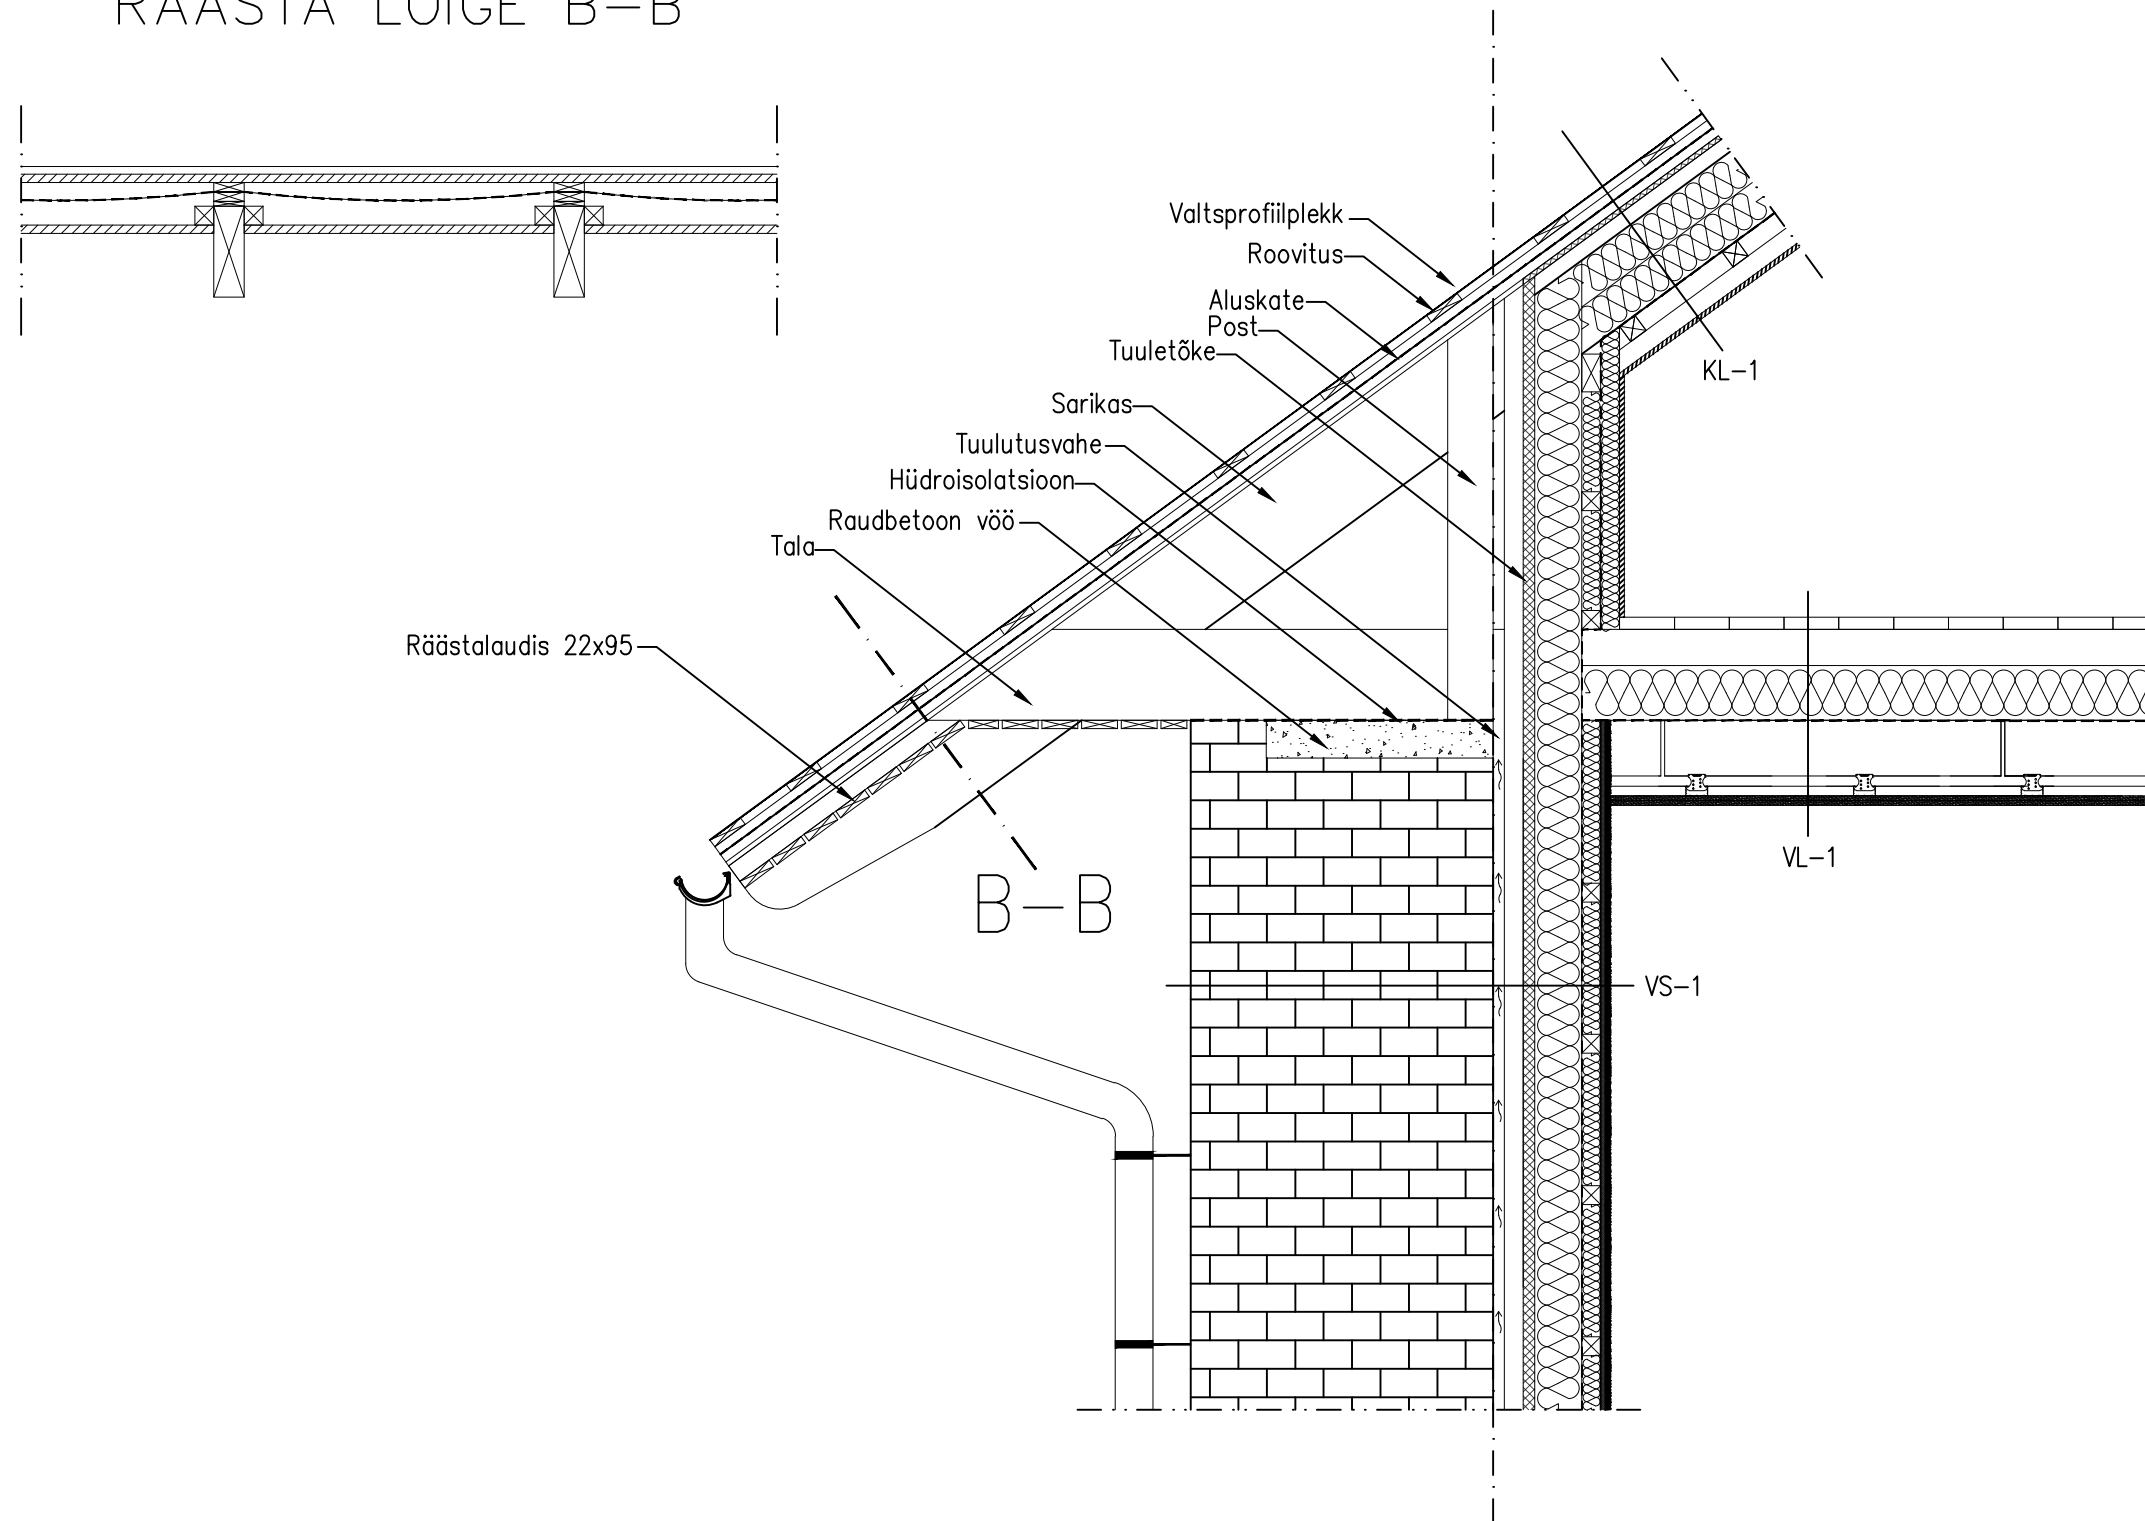 RÄÄSTA LÕIGE B-B
Valtsprofiilplekk
Roovitus
Aluskate
Post
Tuuletõke
KL-1
Sarikas
Tuulutusvahe
Hüdroisolatsioon
Raudbetoon vöö
Tala
Räästalaudis 22x95
VL-1
B-B
VS-1